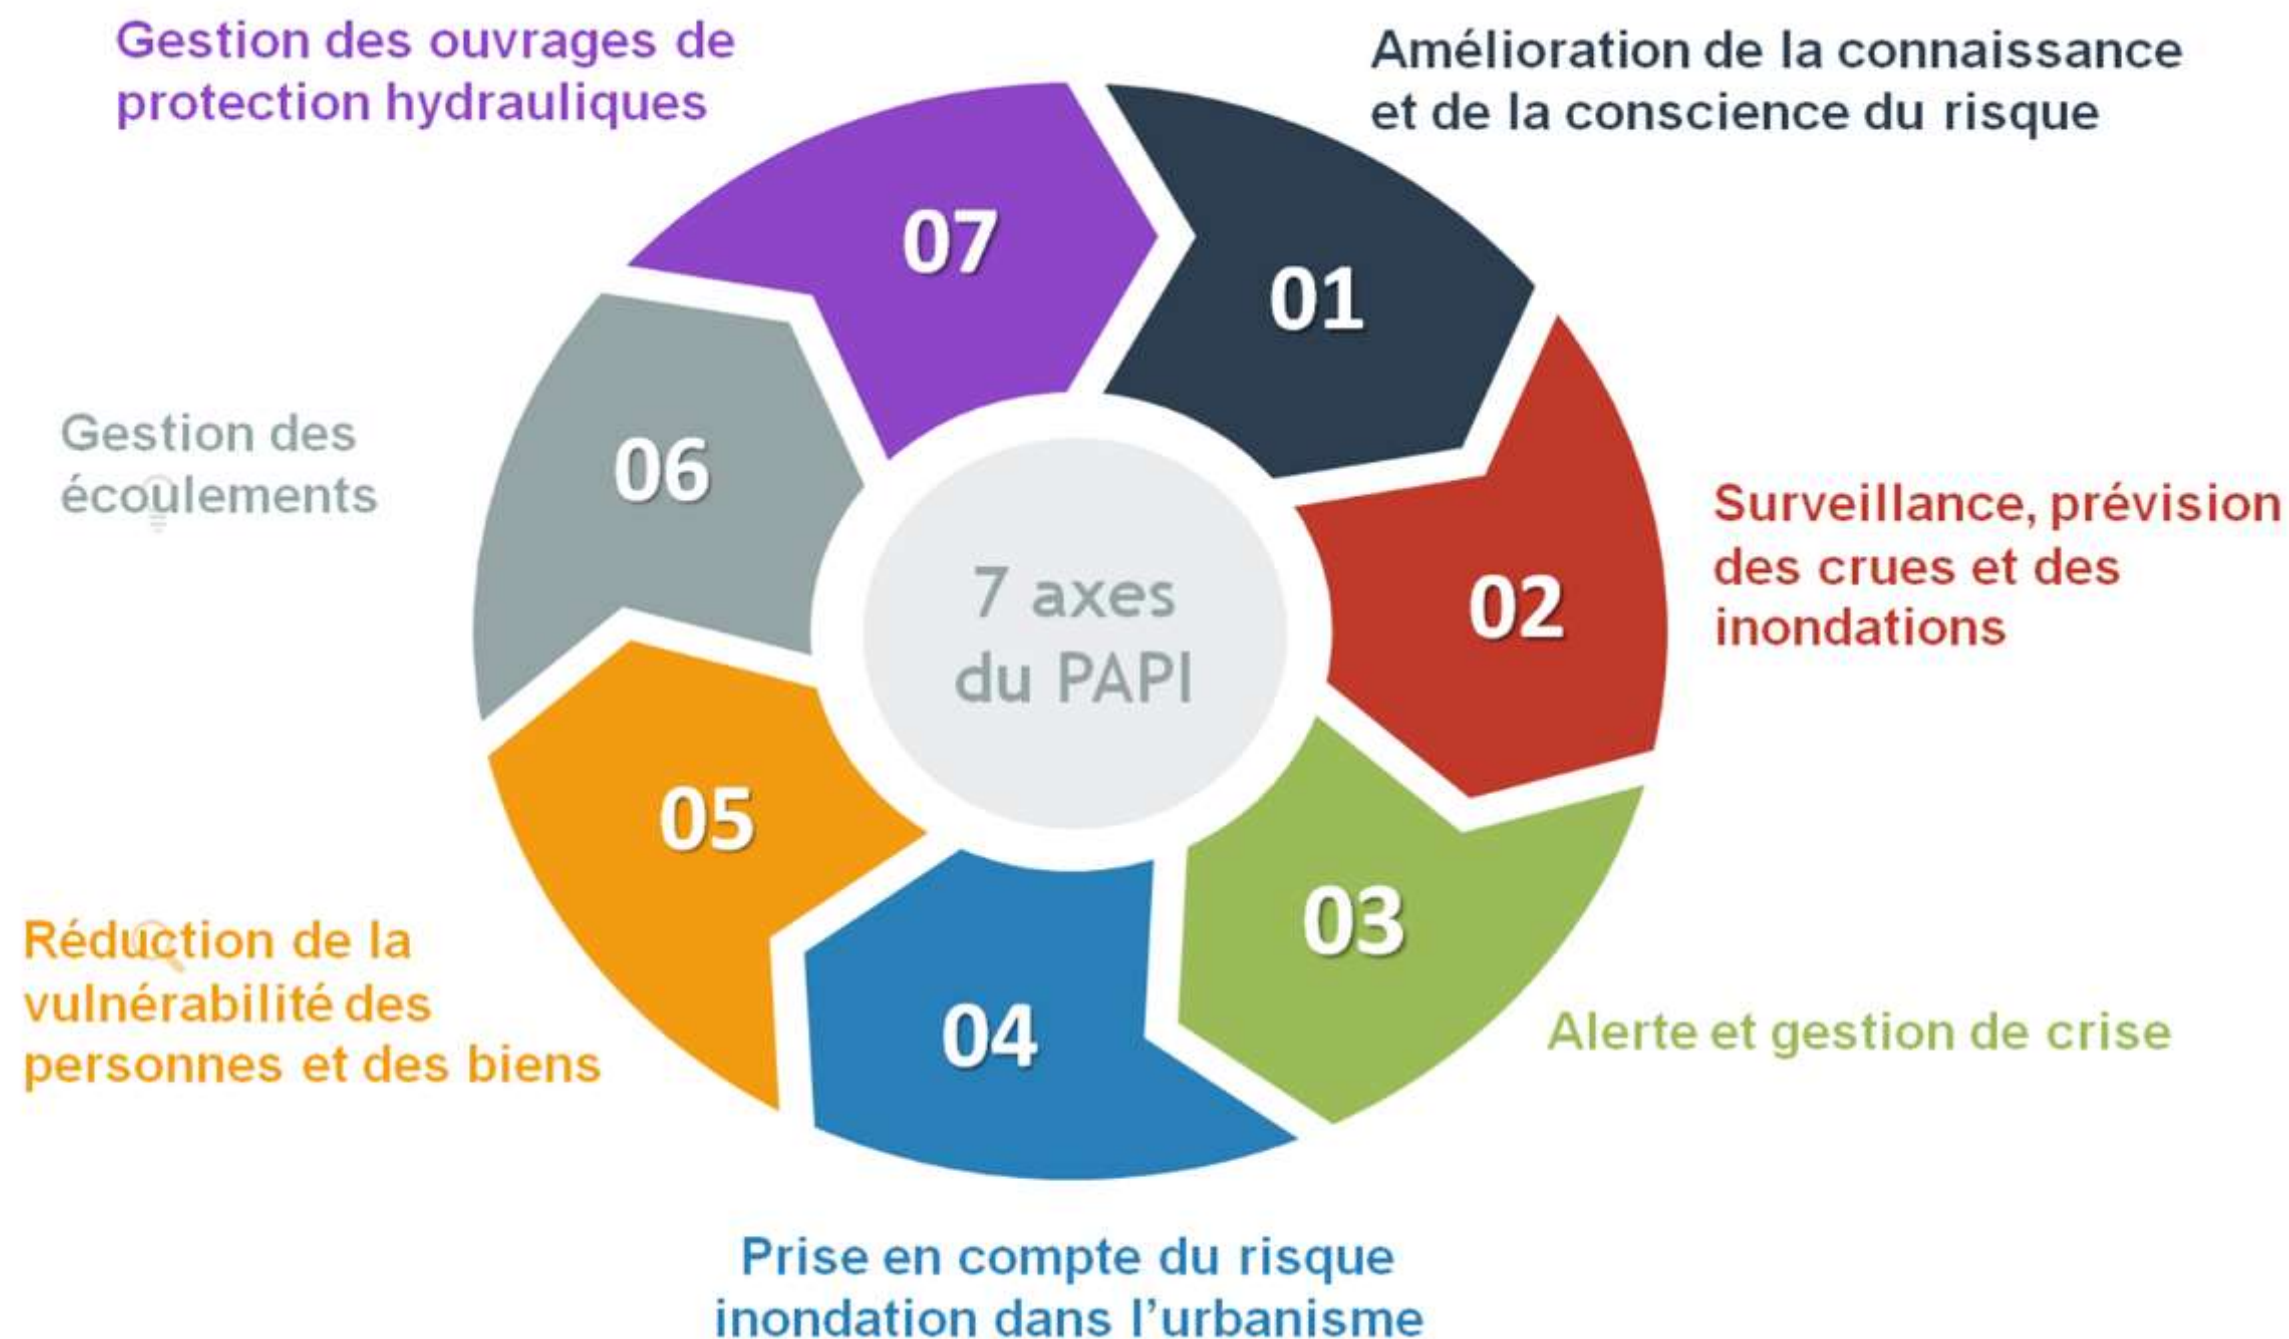 Gestion des ouvrages de
protection hydrauliques
Amélioration de la connaissance
et de la conscience du risque
07
01
Gestion des
écoulements
06
Surveillance, prévision
des crues et des
inondations
02
7 axes
du PAPI
05
03
Réduction de la
vulnérabilité des
personnes et des biens
04
Alerte et gestion de crise
Prise en compte du risque
inondation dans l'urbanisme